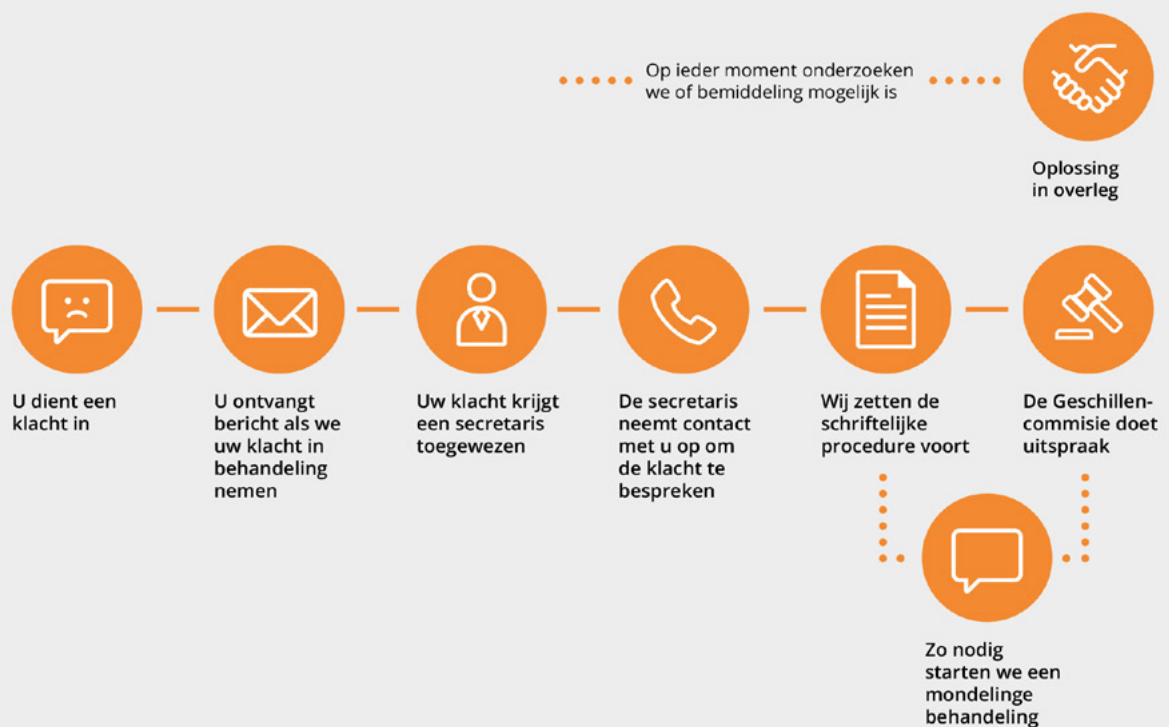 Op ieder moment onderzoeken
we of bemiddeling mogelijk is
Oplossing
in overleg
U dient een
klacht in
U ontvangt
bericht als we
uw klacht in
behandeling
nemen
Uw klacht krijgt
een secretaris
toegewezen
De secretaris
neemt contact
met u op om
de klacht te
bespreken
Wij zetten de
schriftelijke
procedure voort
De Geschillen-
commisie doet
uitspraak
Zo nodig
starten we een
mondelinge
behandeling